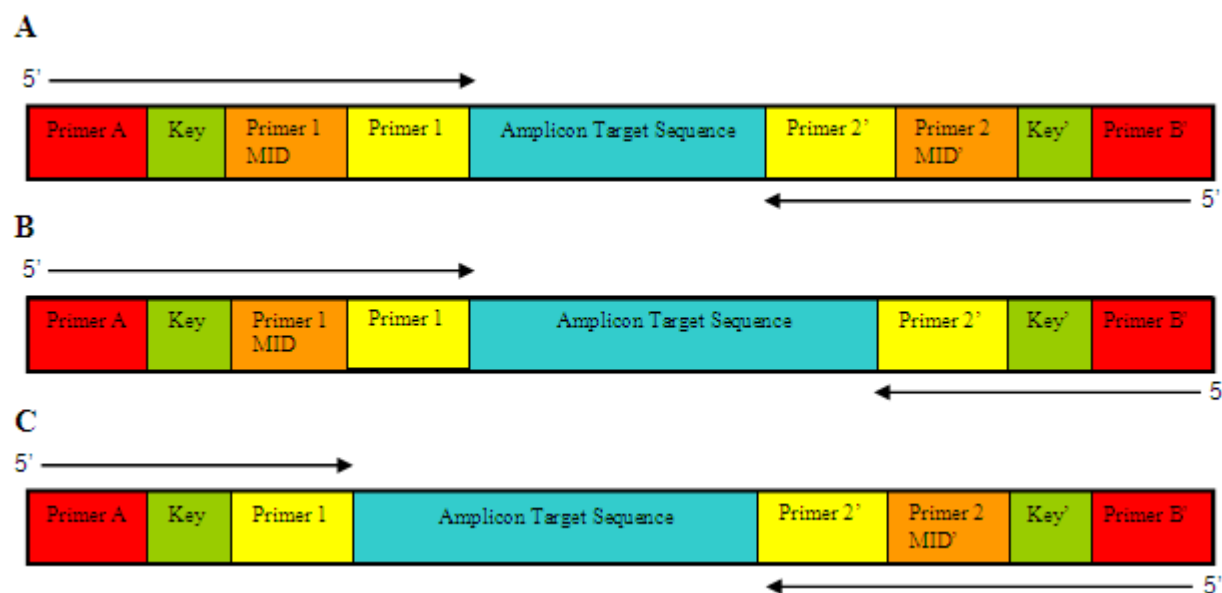 A
5’
Primer A Key Primer 1 Primer 1 Amplicon Target Sequence Primer 2’ Primer 2 Key’ Primer B’
MID MID’
5’
B
5’
Primer A Key Primer 1 Primer 1 Amplicon Target Sequence Primer 2’ Key’ Primer B’
MID
5
C
5’
Primer A Key Primer 1 Amplicon Target Sequence Primer 2’ Primer 2 Key’ Primer B’
MID’
5’